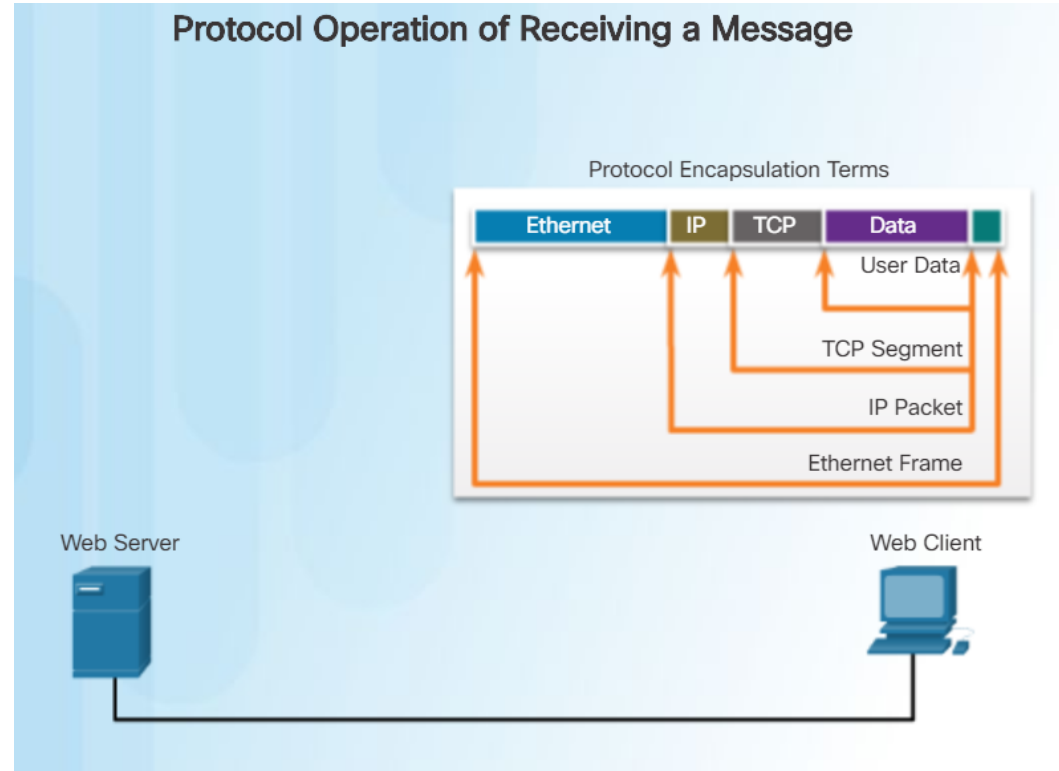 Protocol Operation of Receiving a Message
Protocol Encapsulation Terms
Ethernet IP TCP Data
User Data
TCP Segment
IP Packet
Ethernet Frame
Web Server
Web Client